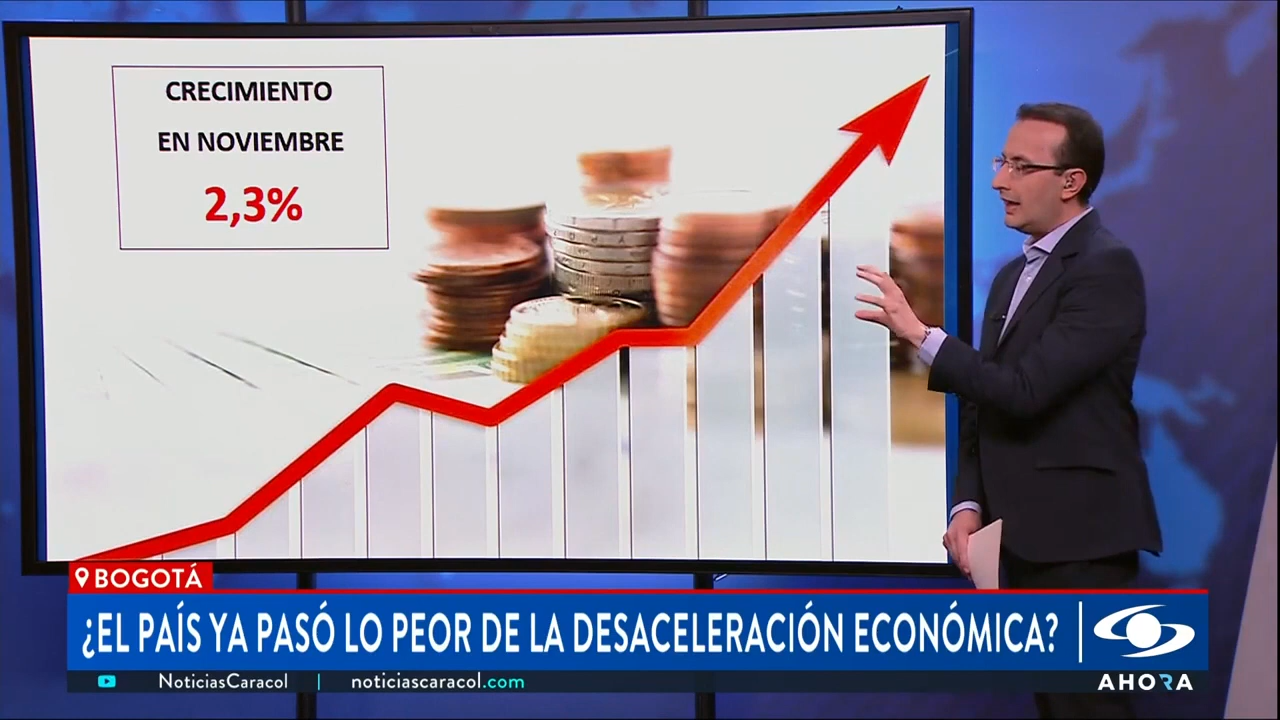 CRECIMIENTO
EN NOVIEMBRE
2,3%
BOGOTÁ
¿EL PAÍS YA PASÓ LO PEOR DE LA DESACELERACIÓN ECONÓMICA?
NoticiasCaracol | noticiascaracol.com
AHORA